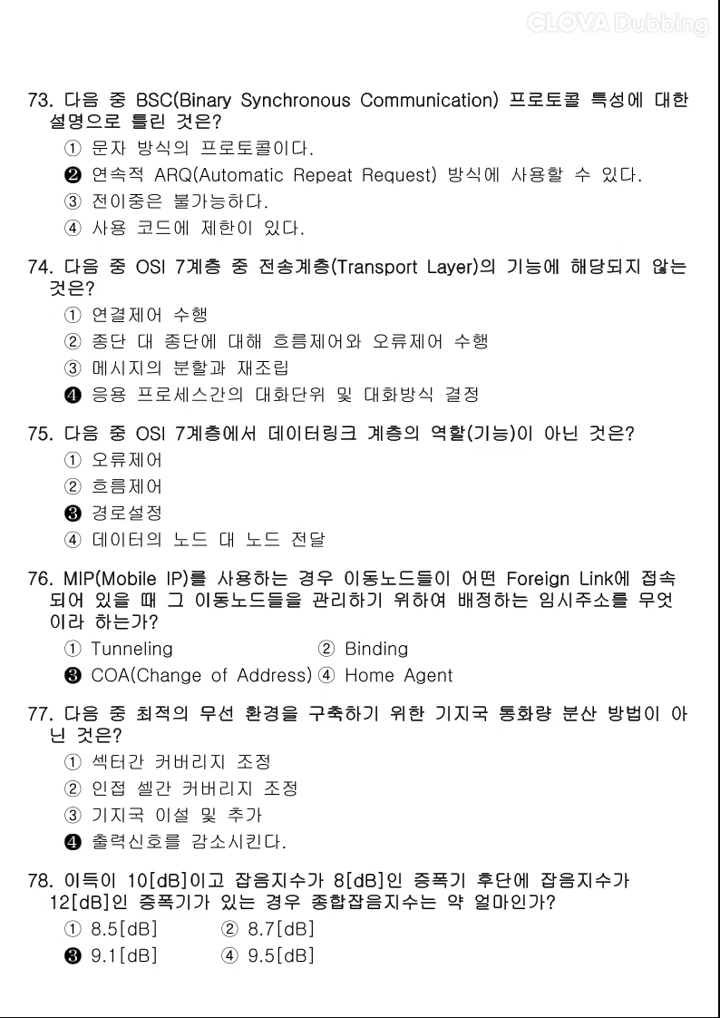 CLOVA Dubbing
73. 다음 중 BSC(Binary Synchronous Communication) 프로토콜 특성에 대한
설명으로 틀린 것은?
① 문자 방식의 프로토콜이다.
❷ 연속적 ARQ(Automatic Repeat Request) 방식에 사용할 수 있다.
③ 전이중은 불가능하다.
④ 사용 코드에 제한이 있다.
74. 다음 중 OSI 7계층 중 전송계층(Transport Layer)의 기능에 해당되지 않는
것은?
① 연결제어 수행
② 종단 대 종단에 대해 흐름제어와 오류제어 수행
③ 메시지의 분할과 재조립
❹ 응용 프로세스간의 대화단위 및 대화방식 결정
75. 다음 중 OSI 7계층에서 데이터링크 계층의 역할(기능)이 아닌 것은?
① 오류제어
② 흐름제어
❸ 경로설정
④ 데이터의 노드 대 노드 전달
76. MIP(Mobile IP)를 사용하는 경우 이동노드들이 어떤 Foreign Link에 접속
되어 있을 때 그 이동노드들을 관리하기 위하여 배정하는 임시주소를 무엇
이라 하는가?
① Tunneling ② Binding
❸ COA(Change of Address) ④ Home Agent
77. 다음 중 최적의 무선 환경을 구축하기 위한 기지국 통화량 분산 방법이 아
닌 것은?
① 섹터간 커버리지 조정
② 인접 셀간 커버리지 조정
③ 기지국 이설 및 추가
❹ 출력신호를 감소시킨다.
78. 이득이 10[dB]이고 잡음지수가 8[dB]인 증폭기 후단에 잡음지수가
12[dB]인 증폭기가 있는 경우 종합잡음지수는 약 얼마인가?
① 8.5[dB] ② 8.7[dB]
❸ 9.1[dB] ④ 9.5[dB]